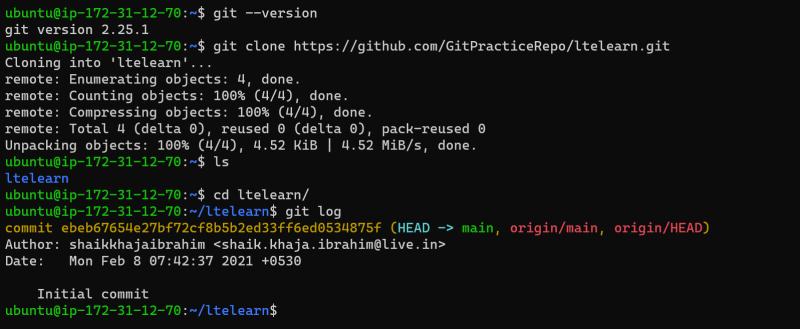 ubuntu@ip-172-31-12-70:~$ git --version
git version 2.25.1
ubuntu@ip-172-31-12-70:~$ git clone https://github.com/GitPracticeRepo/ltelearn.git
Cloning into 'ltelearn'...
remote: Enumerating objects: 4, done.
remote: Counting objects: 100% (4/4), done.
remote: Compressing objects: 100% (4/4), done.
remote: Total 4 (delta 0), reused 0 (delta 0), pack-reused 0
Unpacking objects: 100% (4/4), 4.52 KiB | 4.52 MiB/s, done.
ubuntu@ip-172-31-12-70:~$ ls
ltelearn
ubuntu@ip-172-31-12-70:~$ cd ltelearn/
ubuntu@ip-172-31-12-70:~/ltelearn$ git log
commit ebeb67654e27bf72cf8b5b2ed33ff6ed0534875f (HEAD -> main, origin/main, origin/HEAD)
Author: shaikkhajaibrahim <shaik.khaja.ibrahim@live.in>
Date:   Mon Feb 8 07:42:37 2021 +0530
    Initial commit
ubuntu@ip-172-31-12-70:~/ltelearn$